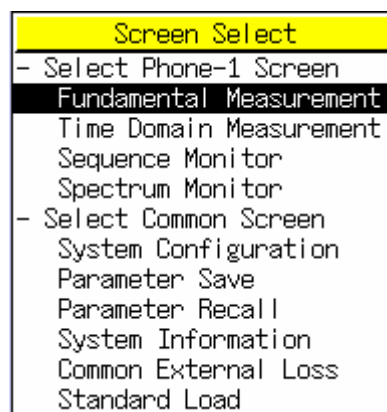 Screen Select
- Select Phone-1 Screen
Fundamental Measurement
Time Domain Measurement
Sequence Monitor
Spectrum Monitor
- Select Common Screen
System Configuration
Parameter Save
Parameter Recall
System Information
Common External Loss
Standard Load